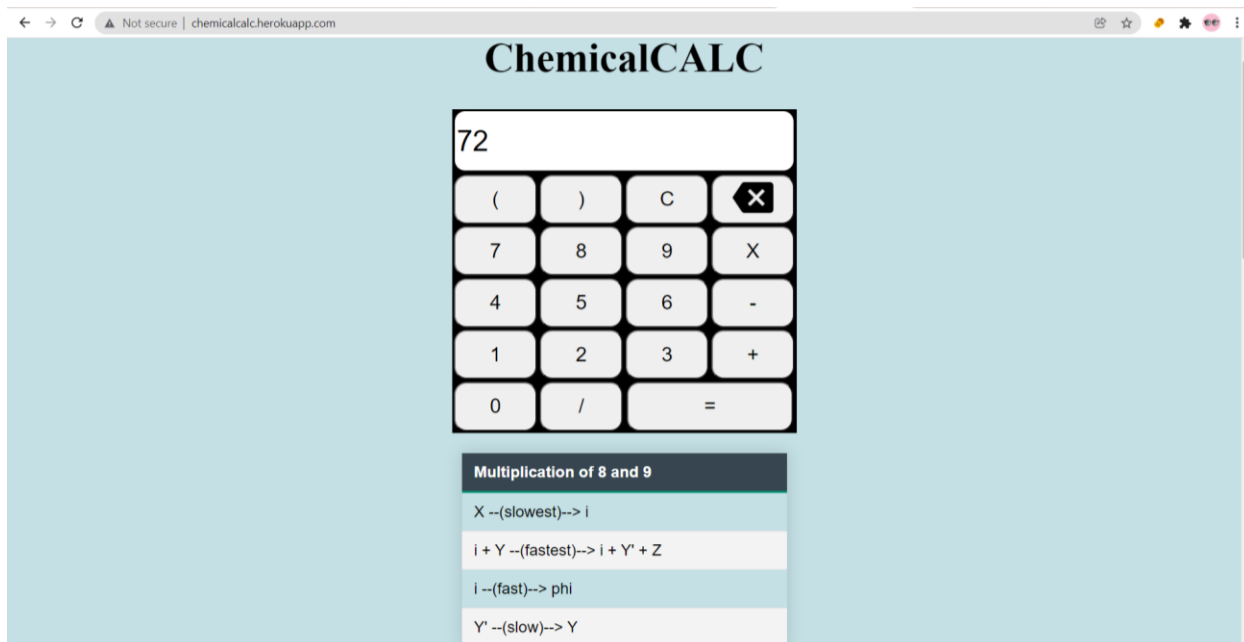 Not secure | chemicalcalc.herokuapp.com
ChemicalCALC
72
( ) C
7 8 9 X
4 5 6 -
1 2 3 +
0 / =
Multiplication of 8 and 9
X --(slowest)--> i
i + Y --(fastest)--> i + Y' + Z
i --(fast)--> phi
Y' --(slow)--> Y